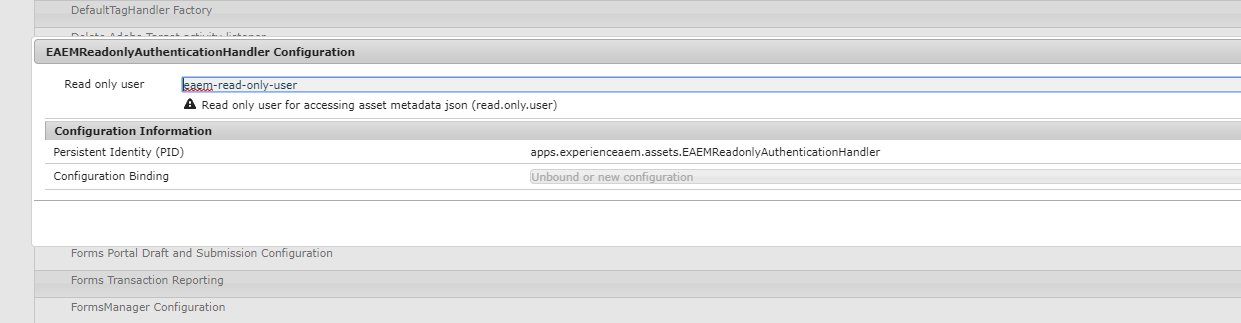 DefaultTagHandler Factory
Delete Adobe Target activity listener
EAEMReadonlyAuthenticationHandler Configuration
Read only user eaem-read-only-user
Read only user for accessing asset metadata json (read.only.user)
Configuration Information
Persistent Identity (PID) apps.experienceaem.assets.EAEMReadonlyAuthenticationHandler
Configuration Binding Unbound or new configuration
Forms Portal Draft and Submission Configuration
Forms Transaction Reporting
FormsManager Configuration